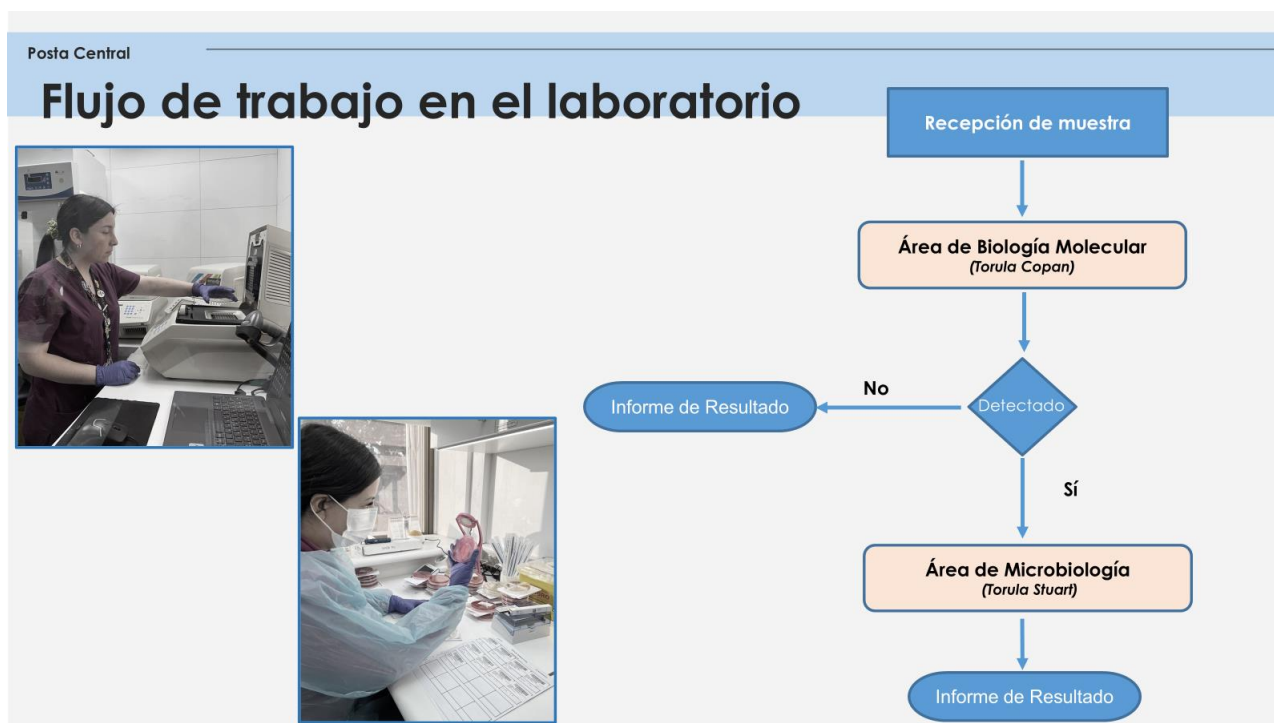 Posta Central
Flujo de trabajo en el laboratorio
Recepción de muestra
Área de Biología Molecular
(Torula Copan)
Detectado
No
Informe de Resultado
Sí
Área de Microbiología
(Torula Stuart)
Informe de Resultado